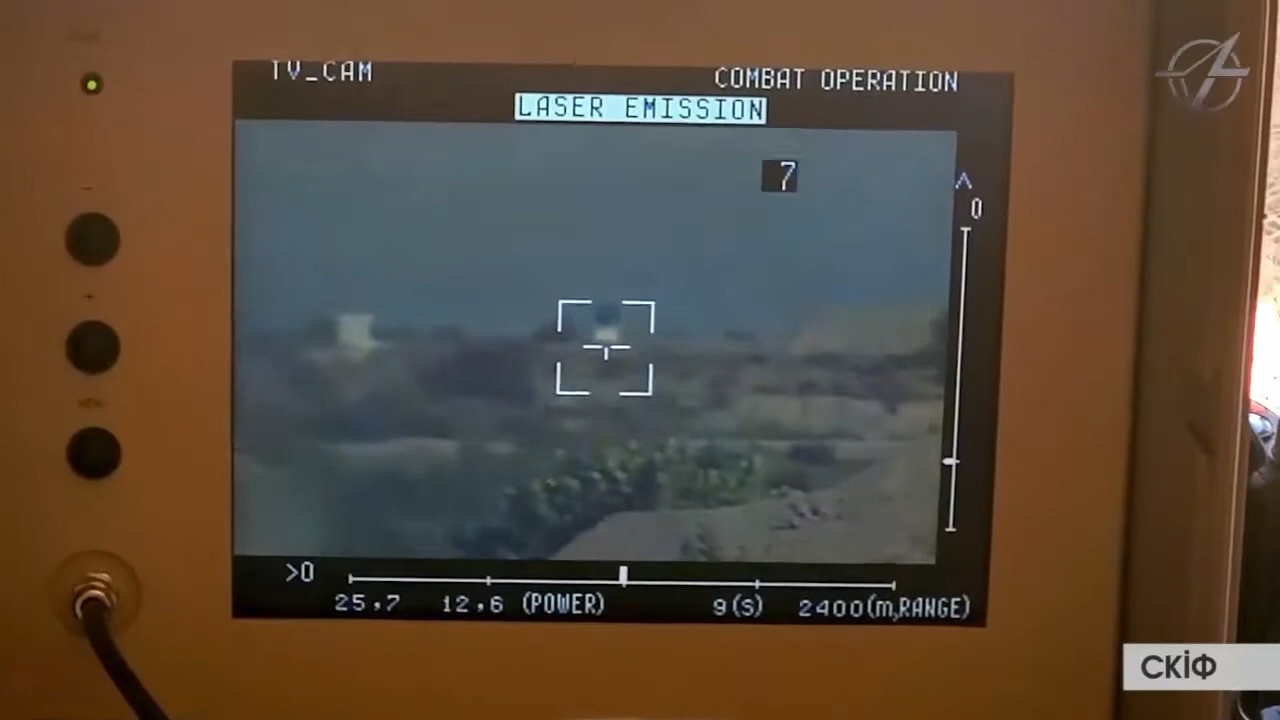 TV_CAM
COMBAT OPERATION
LASER EMISSION
7
^
0
>0
25,7 12,6 (POWER) 9(s) 2400(m,RANGE)
-
+
СКІФ